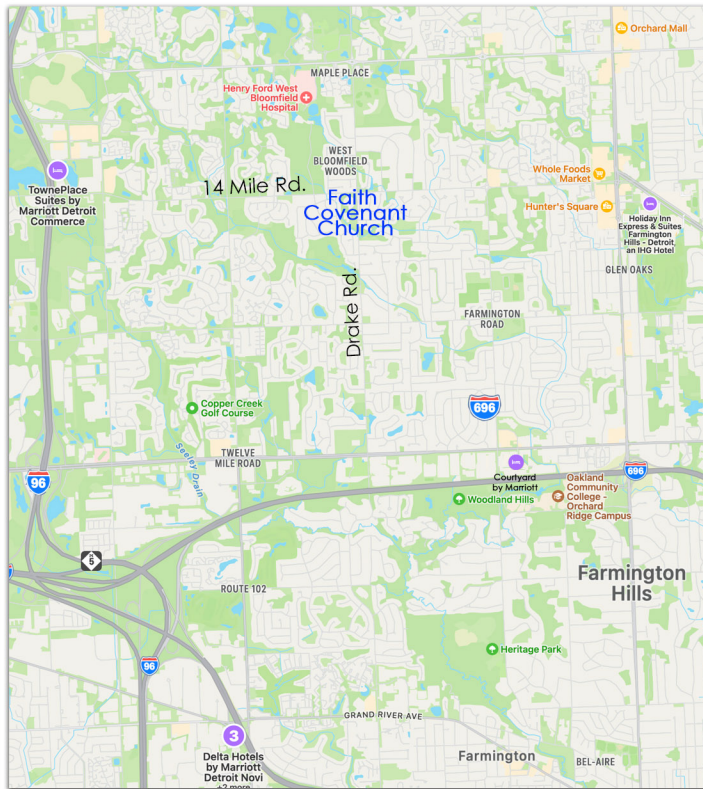 Orchard Mall
MAPLE PLACE
Henry Ford West
Bloomfield
Hospital
WEST
BLOOMFIELD
WOODS
TownePlace
Suites by
Marriott Detroit
Commerce
14 Mile Rd.
Faith
Covenant
Church
Whole Foods
Market
Hunter's Square
Holiday Inn
Express & Suites
Farmington
Hills - Detroit,
an IHG Hotel
GLEN OAKS
Drake Rd.
FARMINGTON
ROAD
Copper Creek
Golf Course
696
Seeley Drain
TWELVE
MILE ROAD
96
Courtyard
by Marriott
696
Woodland Hills
Oakland
Community
College -
Orchard
Ridge Campus
5
ROUTE 102
Farmington
Hills
96
Heritage Park
GRAND RIVER AVE
3
Delta Hotels
by Marriott
Detroit Novi
+2 more
Farmington
BEL-AIRE